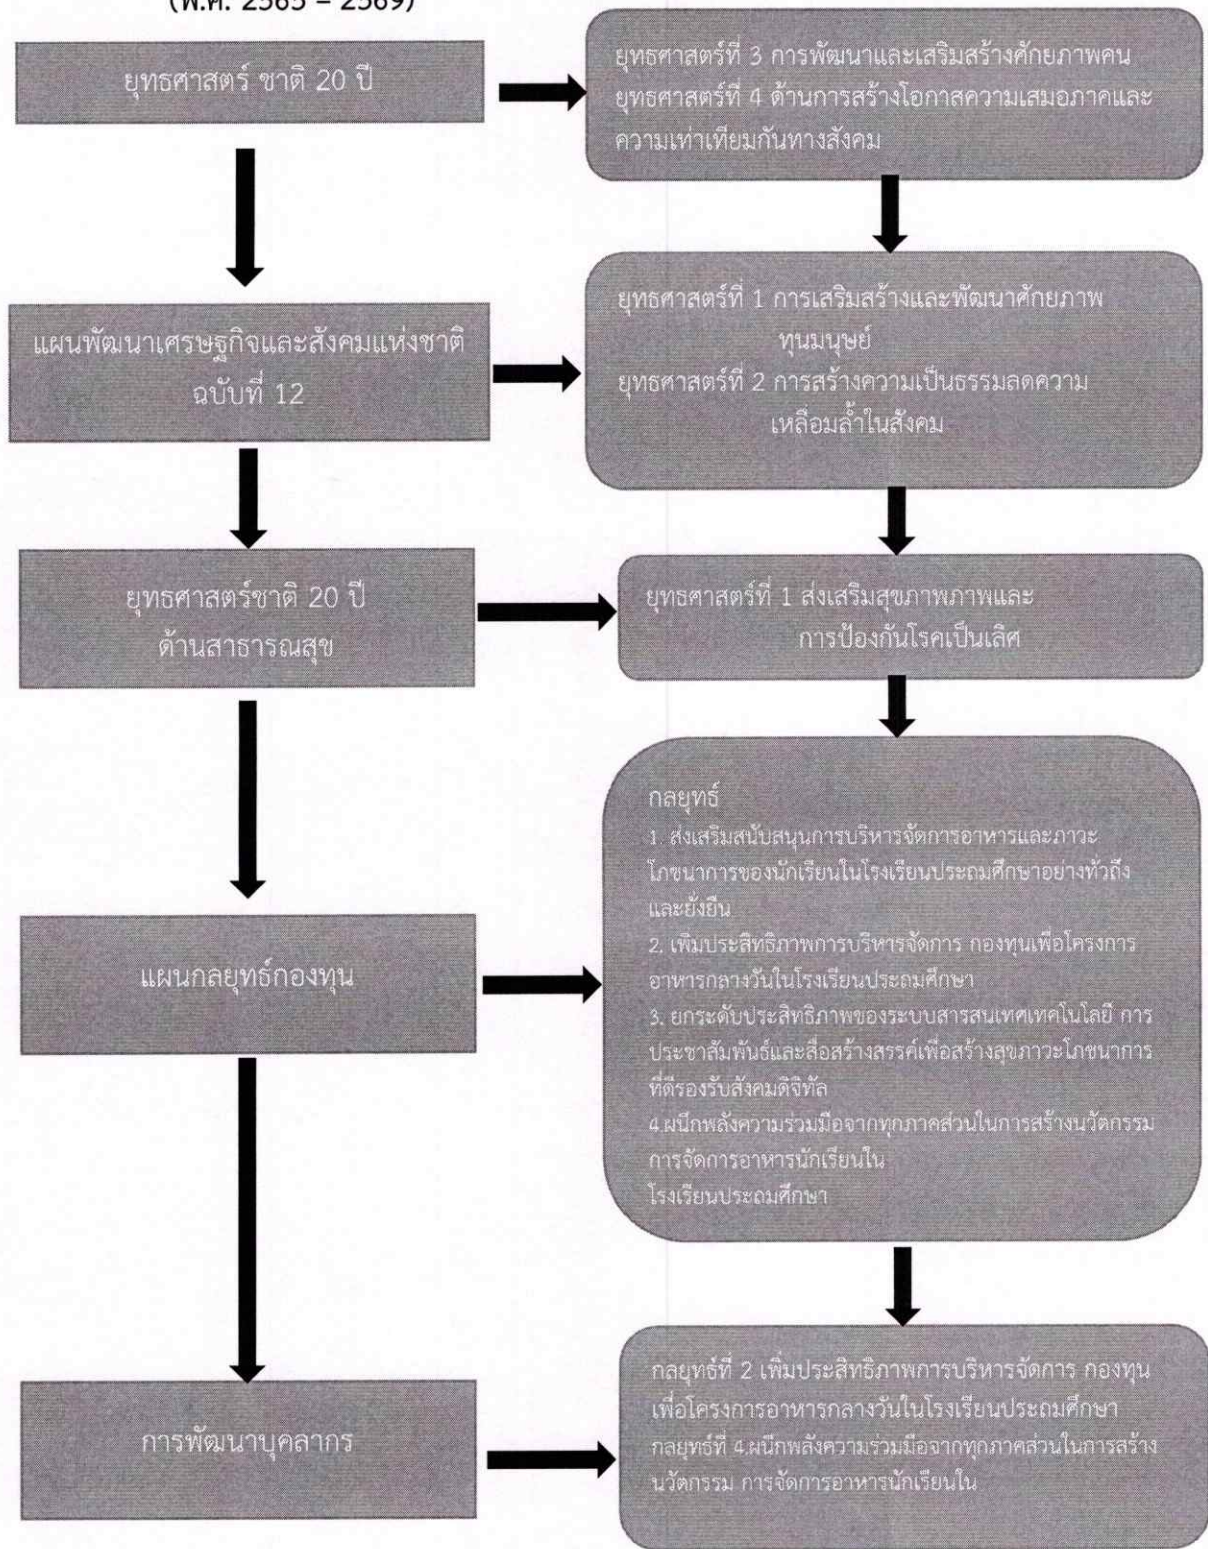 (พ.ศ. 2565 – 2569)
ยุทธศาสตร์ ชาติ 20 ปี
ยุทธศาสตร์ที่ 3 การพัฒนาและเสริมสร้างศักยภาพคน
ยุทธศาสตร์ที่ 4 ด้านการสร้างโอกาสความเสมอภาคและ
ความเท่าเทียมกันทางสังคม
แผนพัฒนาเศรษฐกิจและสังคมแห่งชาติ
ฉบับที่ 12
ยุทธศาสตร์ที่ 1 การเสริมสร้างและพัฒนาศักยภาพ
ทุนมนุษย์
ยุทธศาสตร์ที่ 2 การสร้างความเป็นธรรมลดความ
เหลื่อมล้ำในสังคม
ยุทธศาสตร์ชาติ 20 ปี
ด้านสาธารณสุข
ยุทธศาสตร์ที่ 1 ส่งเสริมสุขภาพภาพและ
การป้องกันโรคเป็นเลิศ
แผนกลยุทธ์กองทุน
กลยุทธ์
1. ส่งเสริมสนับสนุนการบริหารจัดการอาหารและภาวะ
โภชนาการของนักเรียนในโรงเรียนประถมศึกษาอย่างทั่วถึง
และยั่งยืน
2. เพิ่มประสิทธิภาพการบริหารจัดการ กองทุนเพื่อโครงการ
อาหารกลางวันในโรงเรียนประถมศึกษา
3. ยกระดับประสิทธิภาพของระบบสารสนเทศเทคโนโลยี การ
ประชาสัมพันธ์และสื่อสร้างสรรค์เพื่อสร้างสุขภาวะโภชนาการ
ที่ดีรองรับสังคมดิจิทัล
4.ผนึกพลังความร่วมมือจากทุกภาคส่วนในการสร้างนวัตกรรม
การจัดการอาหารนักเรียนใน
โรงเรียนประถมศึกษา
การพัฒนาบุคลากร
กลยุทธ์ที่ 2 เพิ่มประสิทธิภาพการบริหารจัดการ กองทุน
เพื่อโครงการอาหารกลางวันในโรงเรียนประถมศึกษา
กลยุทธ์ที่ 4.ผนึกพลังความร่วมมือจากทุกภาคส่วนในการสร้าง
นวัตกรรม การจัดการอาหารนักเรียนใน